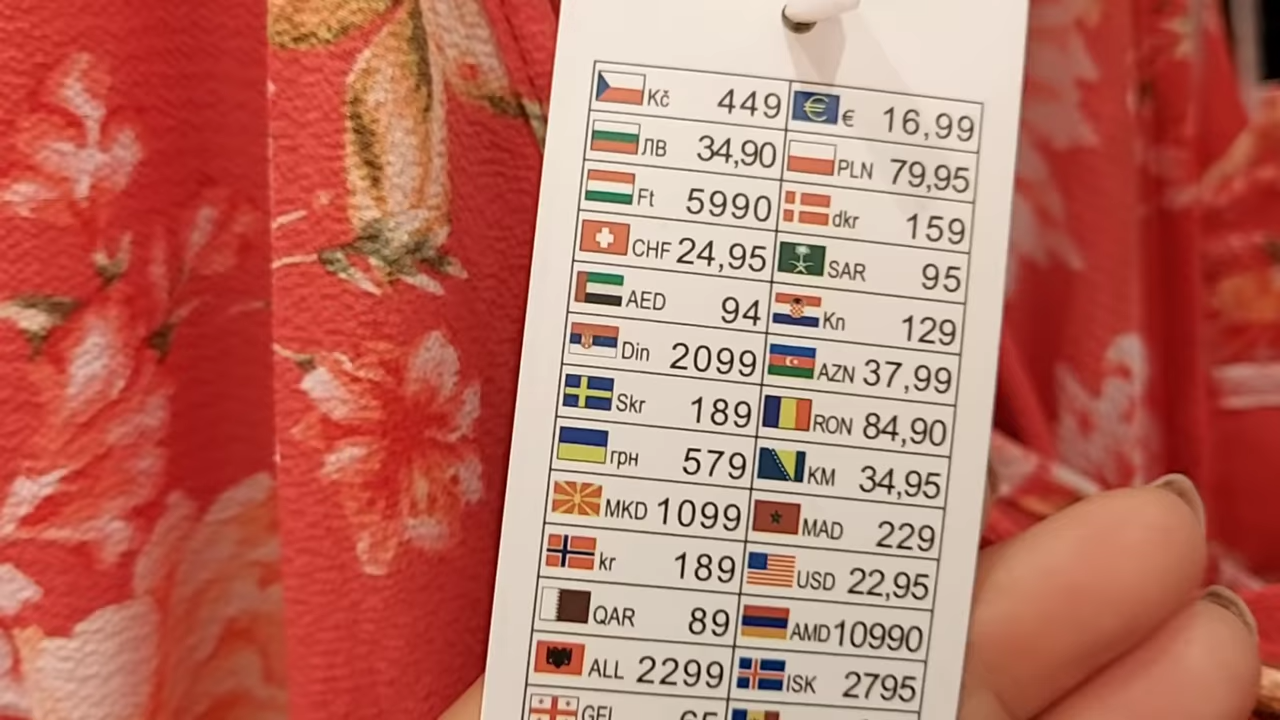 Kč 449 € 16,99
ЛВ 34,90 PLN 79,95
Ft 5990 dkr 159
CHF 24,95 SAR 95
AED 94 Kn 129
Din 2099 AZN 37,99
Skr 189 RON 84,90
грн 579 KM 34,95
MKD 1099 MAD 229
kr 189 USD 22,95
QAR 89 AMD 10990
ALL 2299 ISK 2795
GEL 65